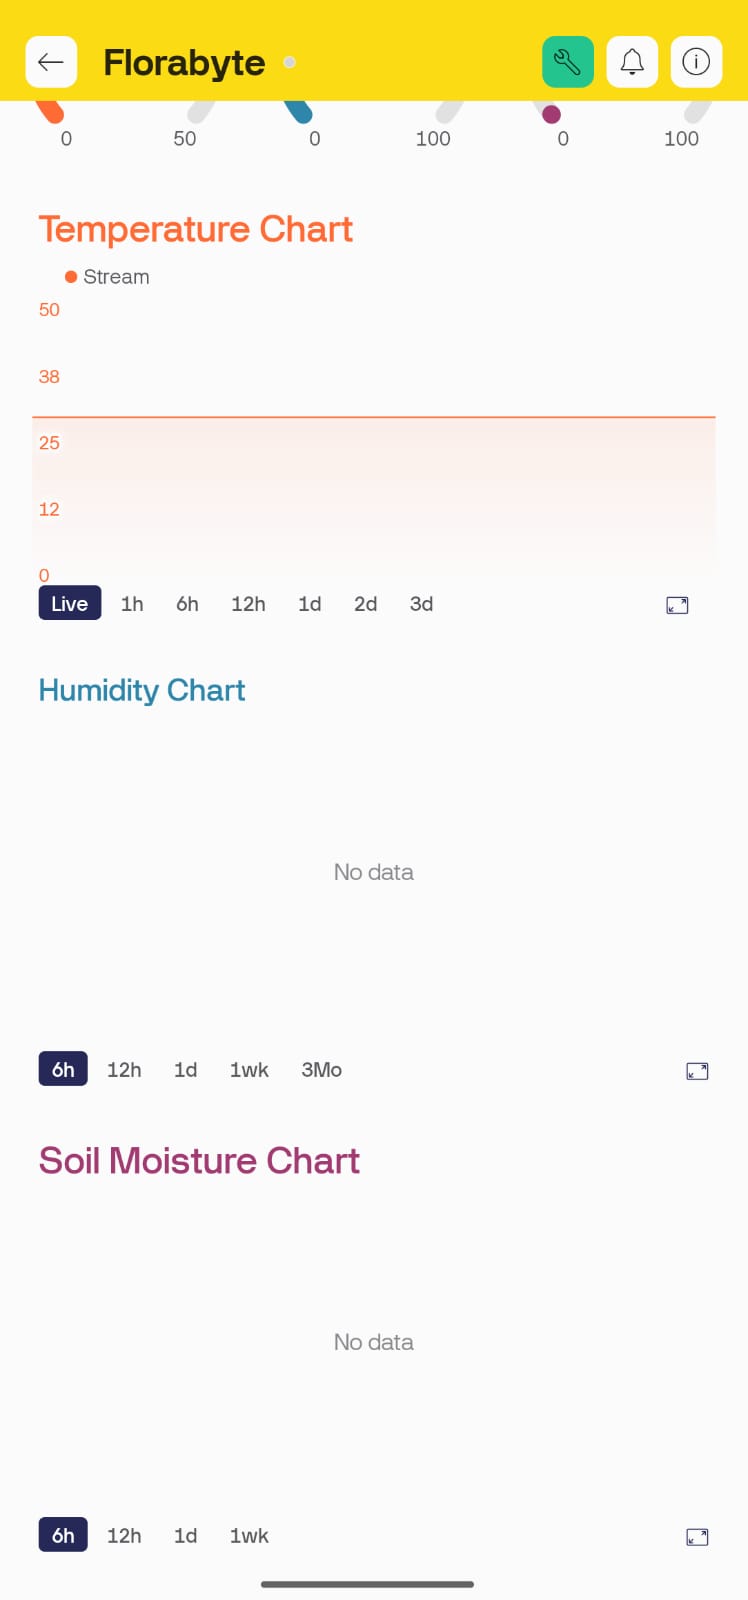 Florabyte
0 50 0 100 0 100
Temperature Chart
Stream
50
38
25
12
0
Live 1h 6h 12h 1d 2d 3d
Humidity Chart
No data
6h 12h 1d 1wk 3Mo
Soil Moisture Chart
No data
6h 12h 1d 1wk